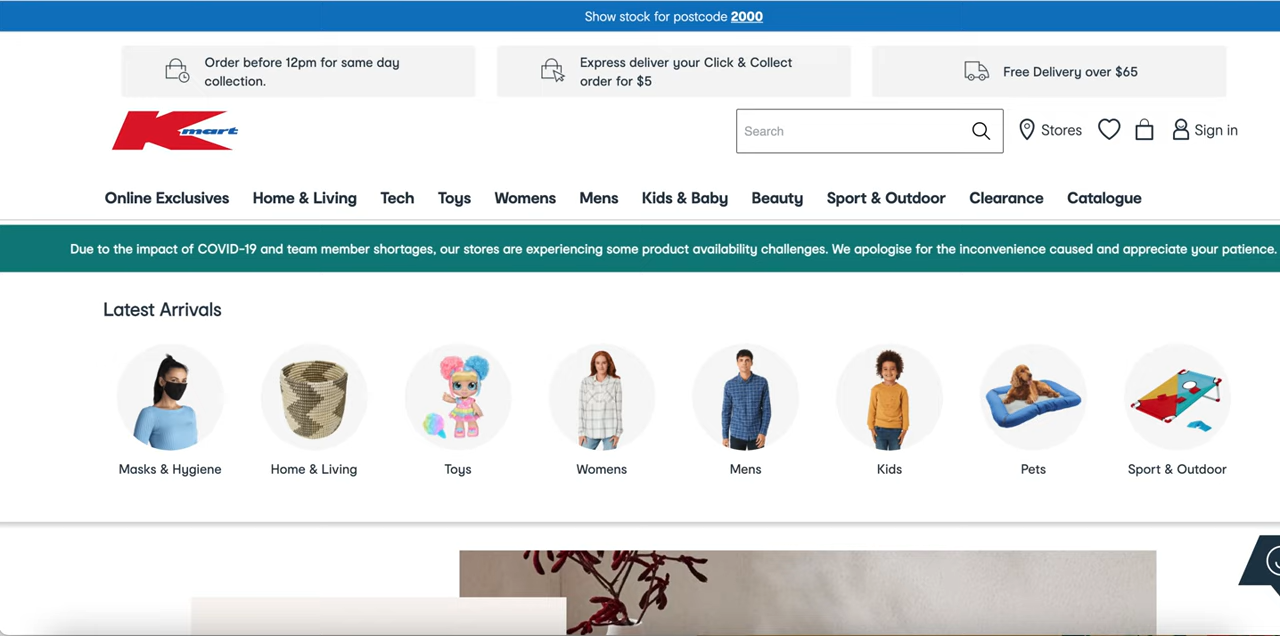 Show stock for postcode 2000
Order before 12pm for same day
collection.
Express deliver your Click & Collect
order for $5
Free Delivery over $65
Kmart
Search
Stores
Sign in
Online Exclusives
Home & Living
Tech
Toys
Womens
Mens
Kids & Baby
Beauty
Sport & Outdoor
Clearance
Catalogue
Due to the impact of COVID-19 and team member shortages, our stores are experiencing some product availability challenges. We apologise for the inconvenience caused and appreciate your patience.
Latest Arrivals
Masks & Hygiene
Home & Living
Toys
Womens
Mens
Kids
Pets
Sport & Outdoor